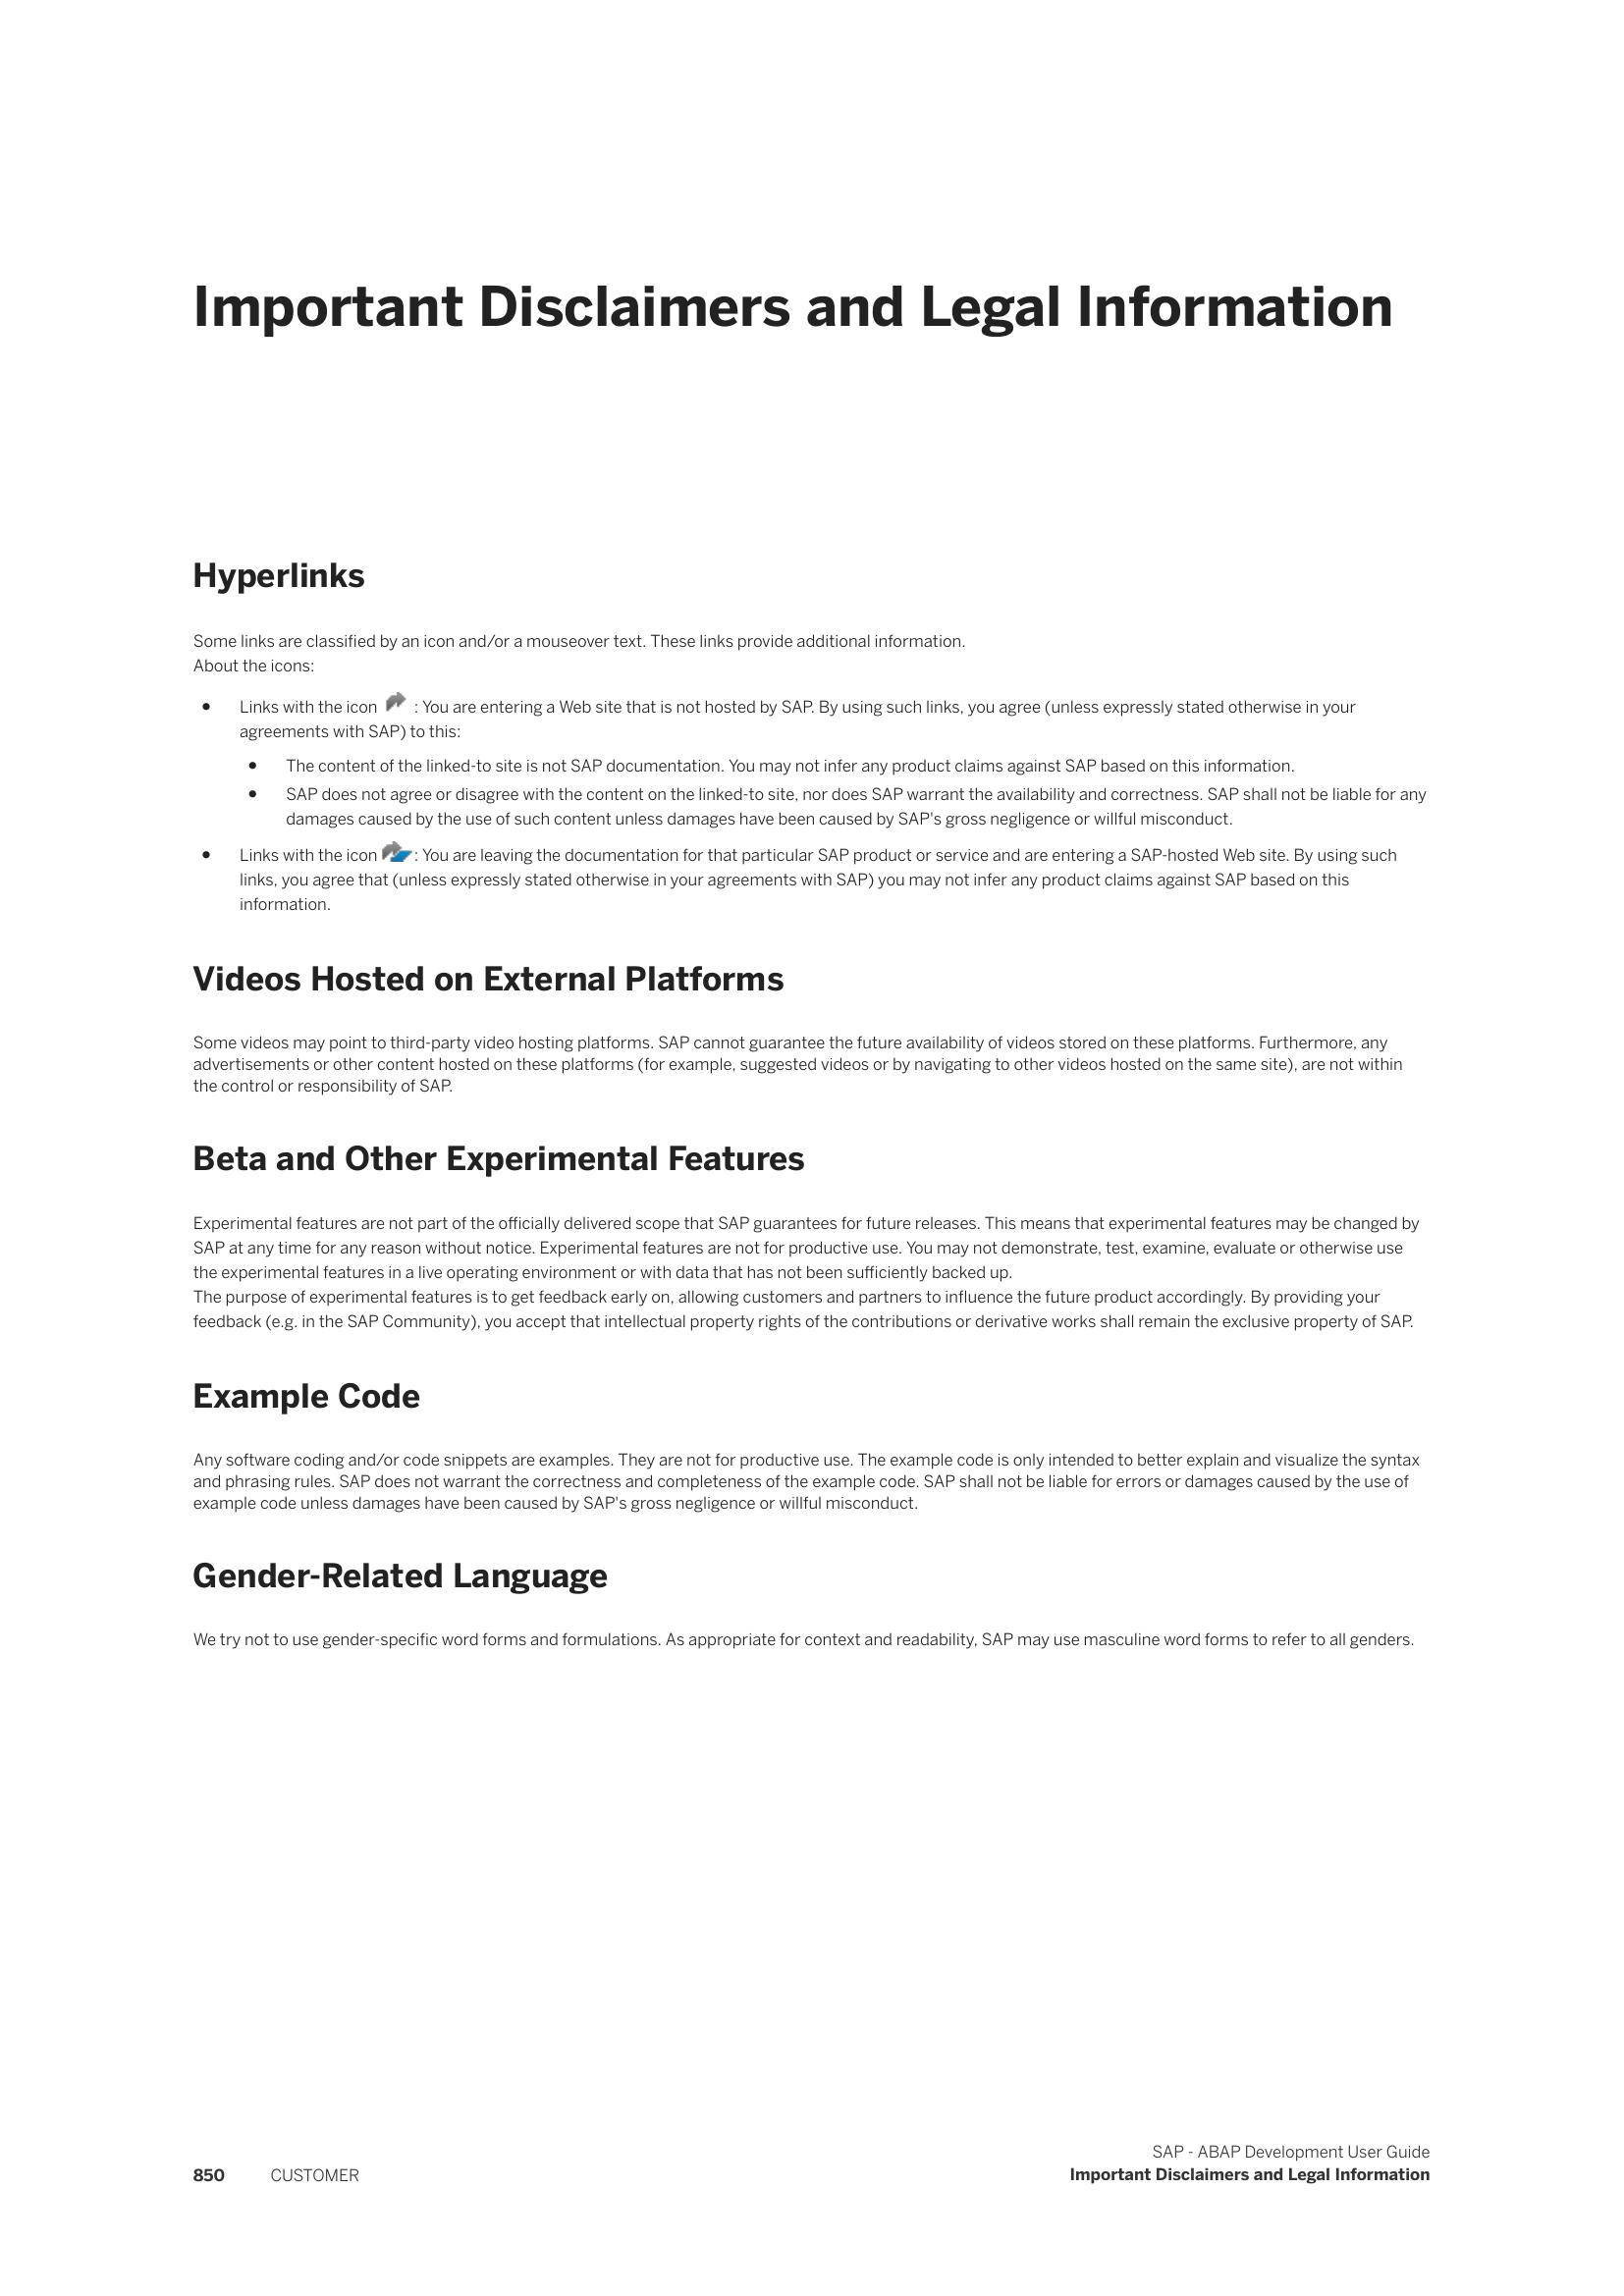 Important Disclaimers and Legal Information
Hyperlinks
Some links are classified by an icon and/or a mouseover text. These links provide additional information.
About the icons:
● Links with the icon : You are entering a Web site that is not hosted by SAP. By using such links, you agree (unless expressly stated otherwise in your
agreements with SAP) to this:
● The content of the linked-to site is not SAP documentation. You may not infer any product claims against SAP based on this information.
● SAP does not agree or disagree with the content on the linked-to site, nor does SAP warrant the availability and correctness. SAP shall not be liable for any
damages caused by the use of such content unless damages have been caused by SAP's gross negligence or willful misconduct.
● Links with the icon : You are leaving the documentation for that particular SAP product or service and are entering a SAP-hosted Web site. By using such
links, you agree that (unless expressly stated otherwise in your agreements with SAP) you may not infer any product claims against SAP based on this
information.
Videos Hosted on External Platforms
Some videos may point to third-party video hosting platforms. SAP cannot guarantee the future availability of videos stored on these platforms. Furthermore, any
advertisements or other content hosted on these platforms (for example, suggested videos or by navigating to other videos hosted on the same site), are not within
the control or responsibility of SAP.
Beta and Other Experimental Features
Experimental features are not part of the officially delivered scope that SAP guarantees for future releases. This means that experimental features may be changed by
SAP at any time for any reason without notice. Experimental features are not for productive use. You may not demonstrate, test, examine, evaluate or otherwise use
the experimental features in a live operating environment or with data that has not been sufficiently backed up.
The purpose of experimental features is to get feedback early on, allowing customers and partners to influence the future product accordingly. By providing your
feedback (e.g. in the SAP Community), you accept that intellectual property rights of the contributions or derivative works shall remain the exclusive property of SAP.
Example Code
Any software coding and/or code snippets are examples. They are not for productive use. The example code is only intended to better explain and visualize the syntax
and phrasing rules. SAP does not warrant the correctness and completeness of the example code. SAP shall not be liable for errors or damages caused by the use of
example code unless damages have been caused by SAP's gross negligence or willful misconduct.
Gender-Related Language
We try not to use gender-specific word forms and formulations. As appropriate for context and readability, SAP may use masculine word forms to refer to all genders.
SAP - ABAP Development User Guide
850 CUSTOMER Important Disclaimers and Legal Information